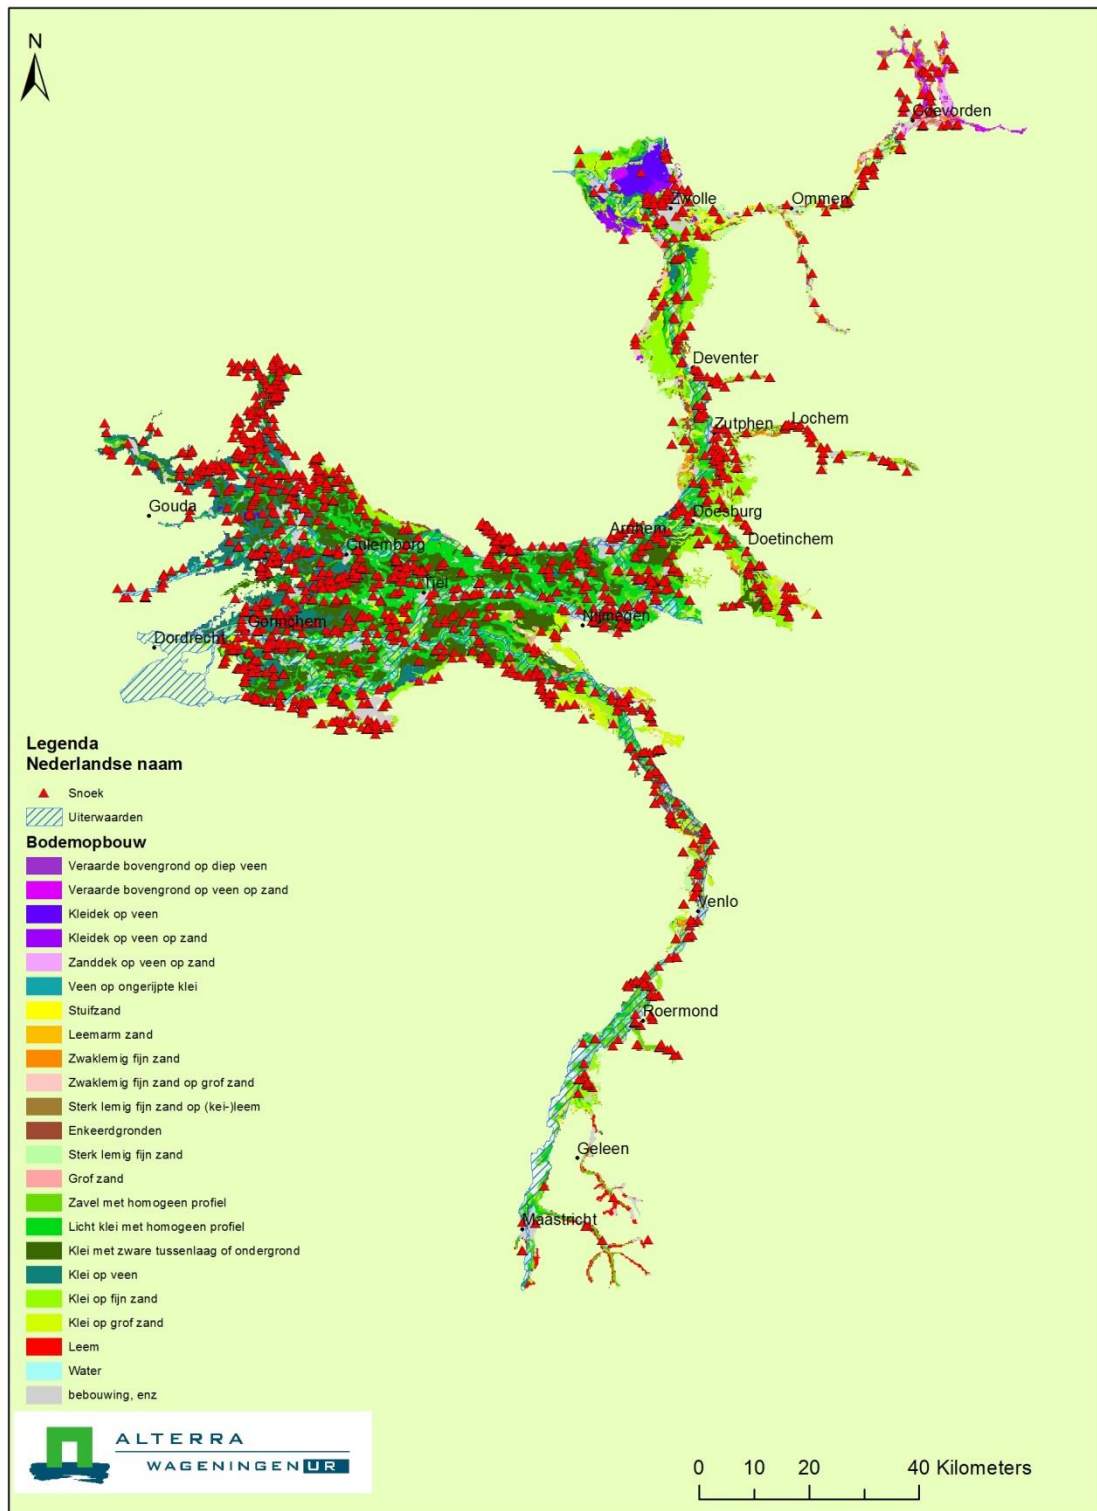 N
Coevorden
Zwolle
Ommen
Deventer
Zutphen
Lochem
Gouda
Doesburg
Arnhem
Doetinchem
Culemborg
Tiel
Gorinchem
Nijmegen
Dordrecht
Venlo
Roermond
Geleen
Maastricht
Legenda
Nederlandse naam
Snoek
Uiterwaarden
Bodemopbouw
Veraarde bovengrond op diep veen
Veraarde bovengrond op veen op zand
Kleidek op veen
Kleidek op veen op zand
Zanddek op veen op zand
Veen op ongerijpte klei
Stuifzand
Leemarm zand
Zwaklemig fijn zand
Zwaklemig fijn zand op grof zand
Sterk lemig fijn zand op (kei-)leem
Enkeerdgronden
Sterk lemig fijn zand
Grof zand
Zavel met homogeen profiel
Licht klei met homogeen profiel
Klei met zware tussenlaag of ondergrond
Klei op veen
Klei op fijn zand
Klei op grof zand
Leem
Water
bebouwing, enz
ALTERRA
WAGENINGEN UR
0 10 20 40 Kilometers